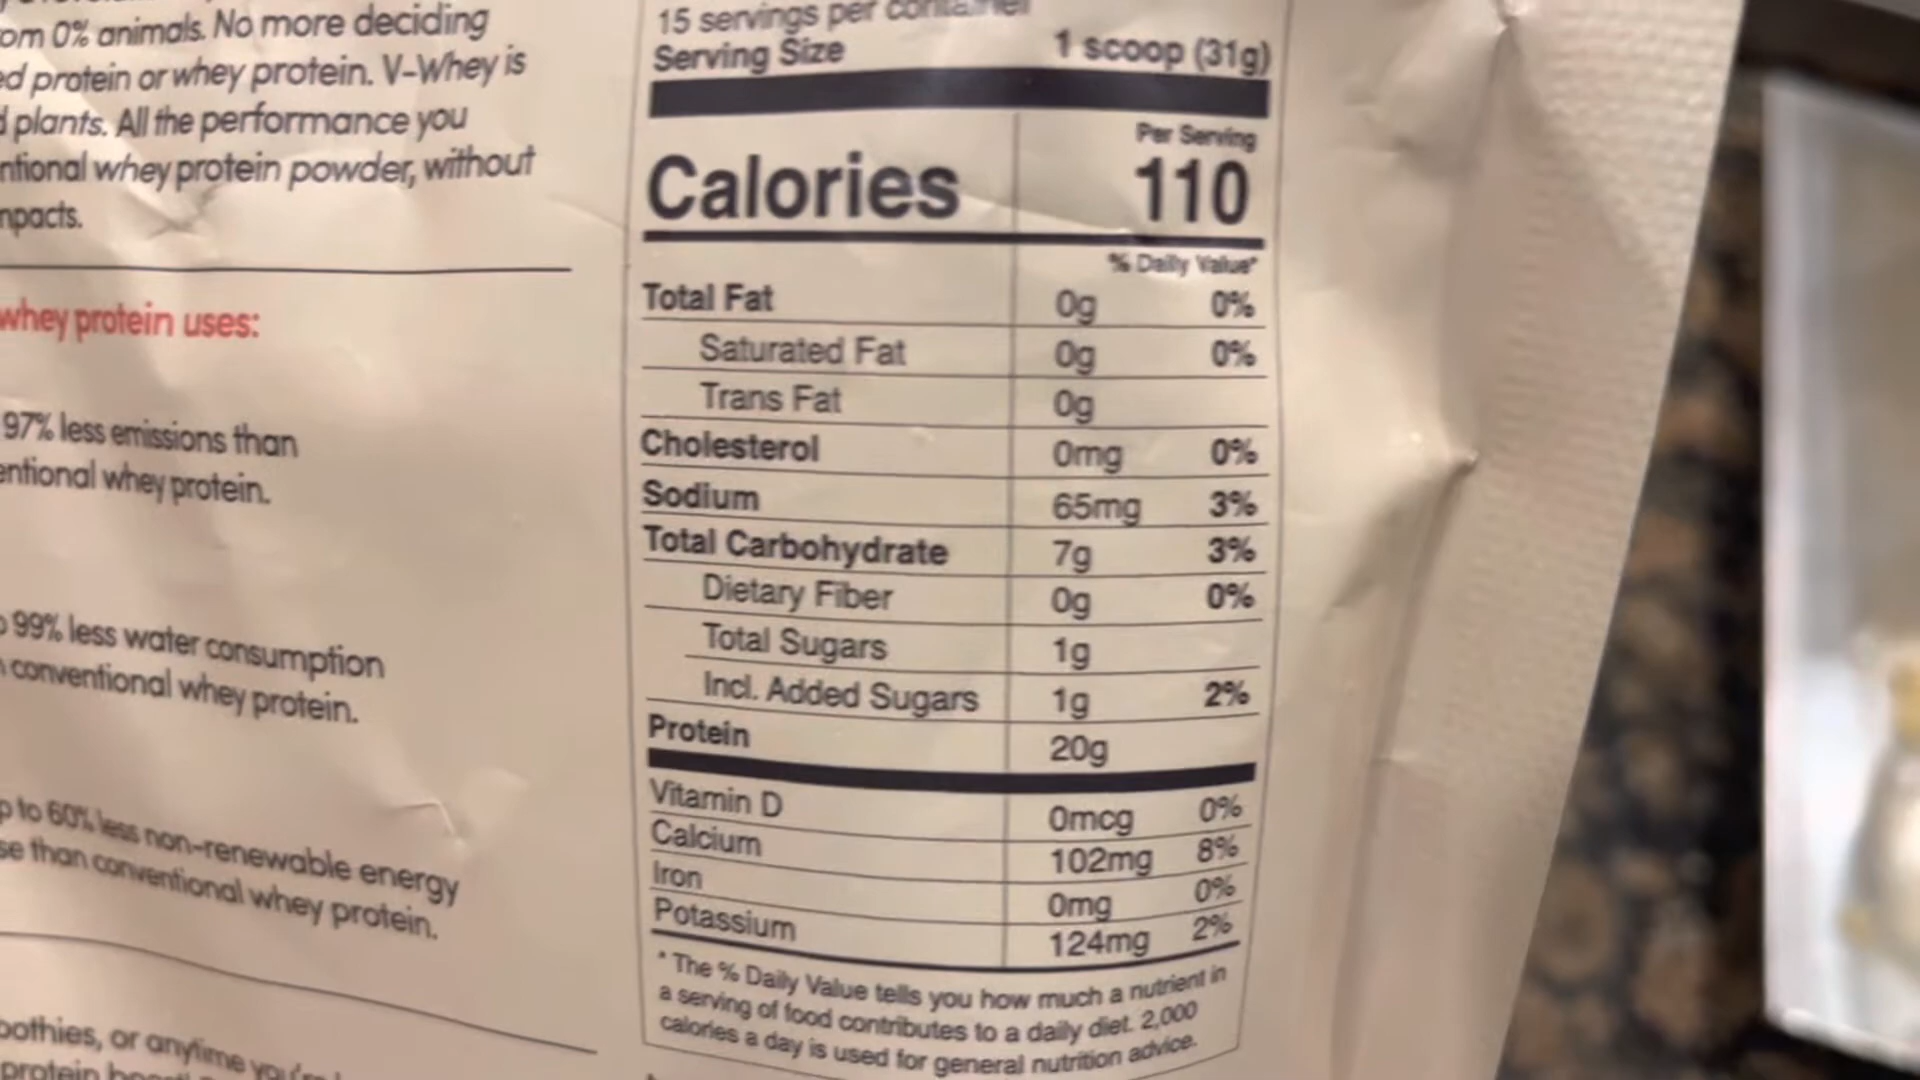 om 0% animals. No more deciding
ed protein or whey protein. V-Whey is
d plants. All the performance you
ntional whey protein powder, without
mpacts.
whey protein uses:
97% less emissions than
entional whey protein.
99% less water consumption
conventional whey protein.
p to 60% less non-renewable energy
se than conventional whey protein.
oothies, or anytime you're
protein
15 servings per container
Serving Size 1 scoop (31g)
Per Serving
Calories 110
% Daily Value*
Total Fat 0g 0%
Saturated Fat 0g 0%
Trans Fat 0g
Cholesterol 0mg 0%
Sodium 65mg 3%
Total Carbohydrate 7g 3%
Dietary Fiber 0g 0%
Total Sugars 1g
Incl. Added Sugars 1g 2%
Protein 20g
Vitamin D 0mcg 0%
Calcium 102mg 8%
Iron 0mg 0%
Potassium 124mg 2%
* The % Daily Value tells you how much a nutrient in
a serving of food contributes to a daily diet. 2,000
calories a day is used for general nutrition advice.